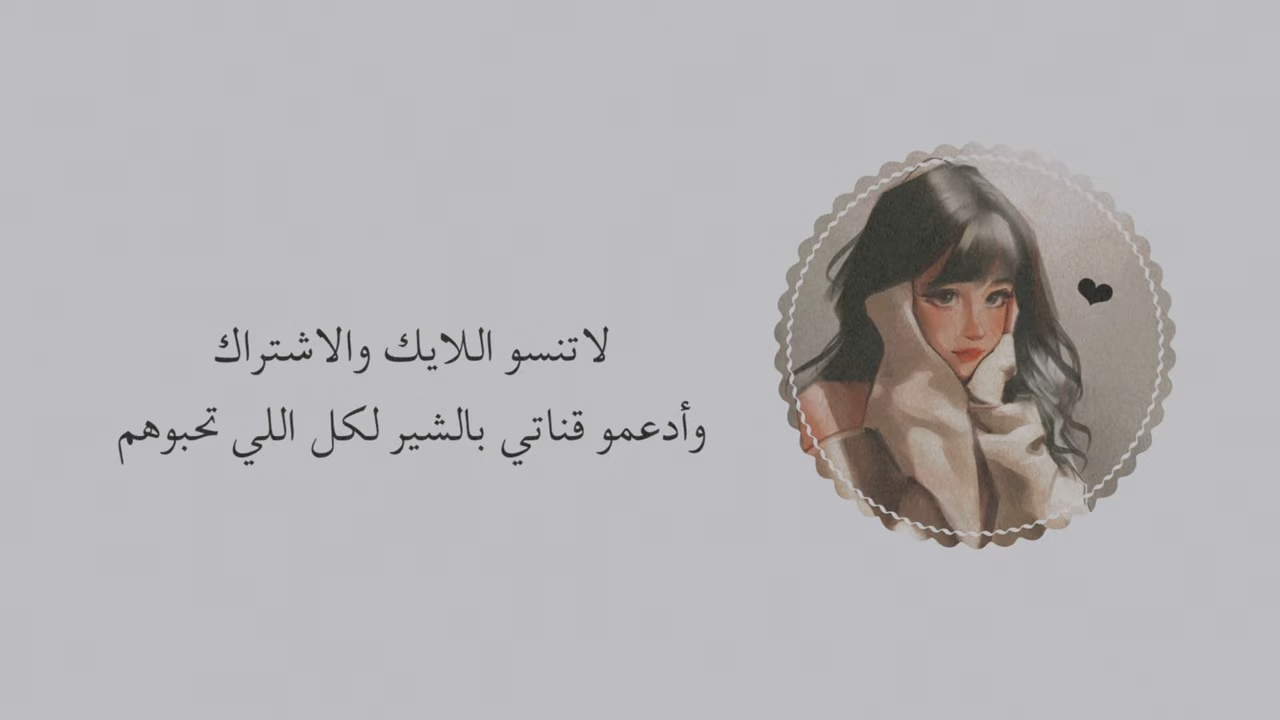 لاتنسو اللايك والاشتراك
وأدعمو قناتي بالشير لكل اللي تحبوهم